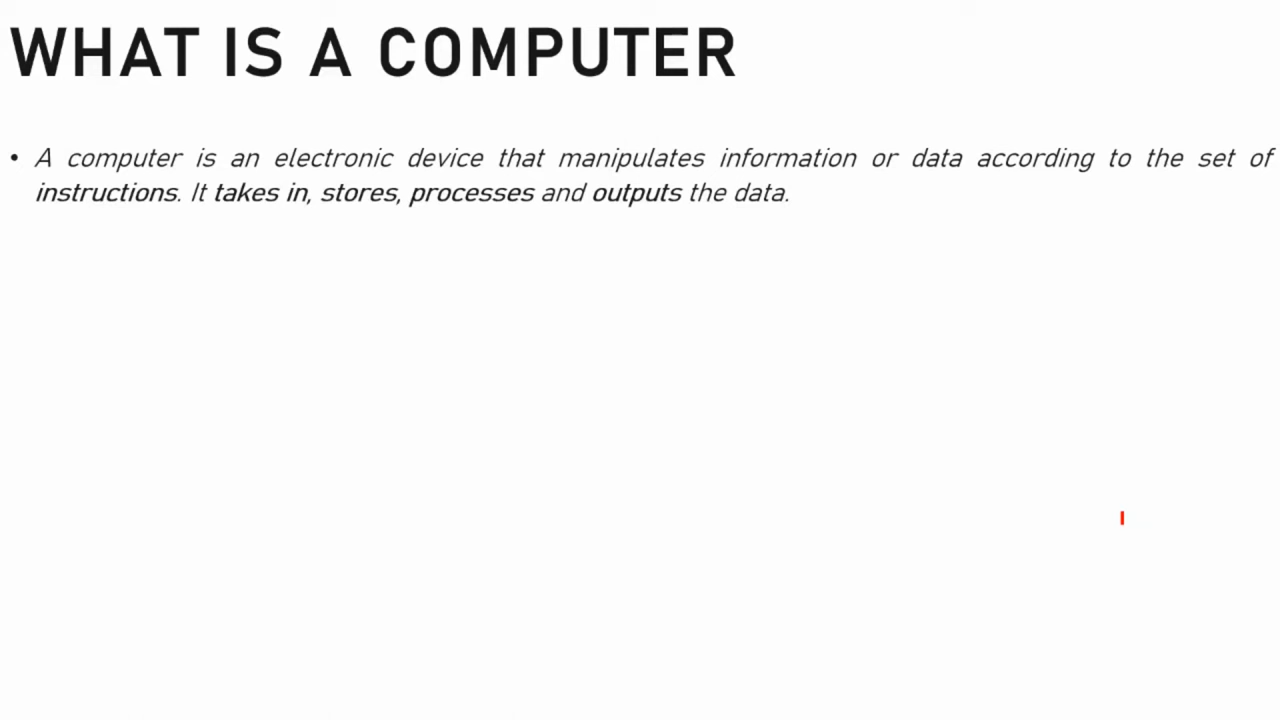 WHAT IS A COMPUTER
• A computer is an electronic device that manipulates information or data according to the set of
instructions. It takes in, stores, processes and outputs the data.